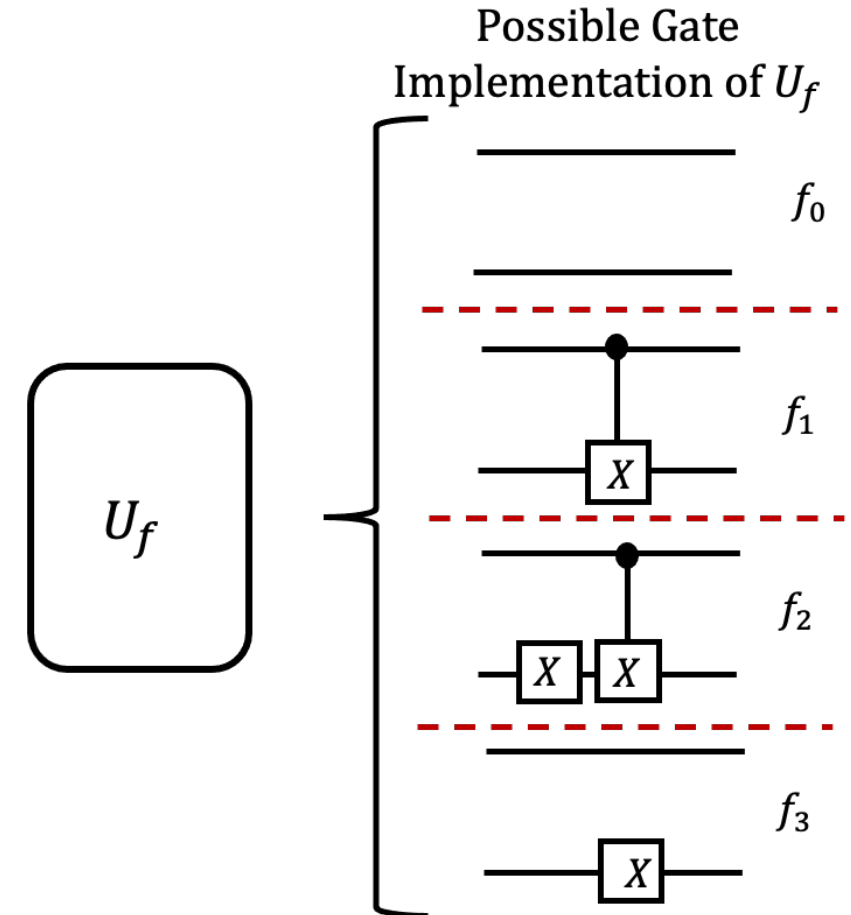 Possible Gate
Implementation of U_f
f_0
f_1
X
U_f
f_2
X X
f_3
X